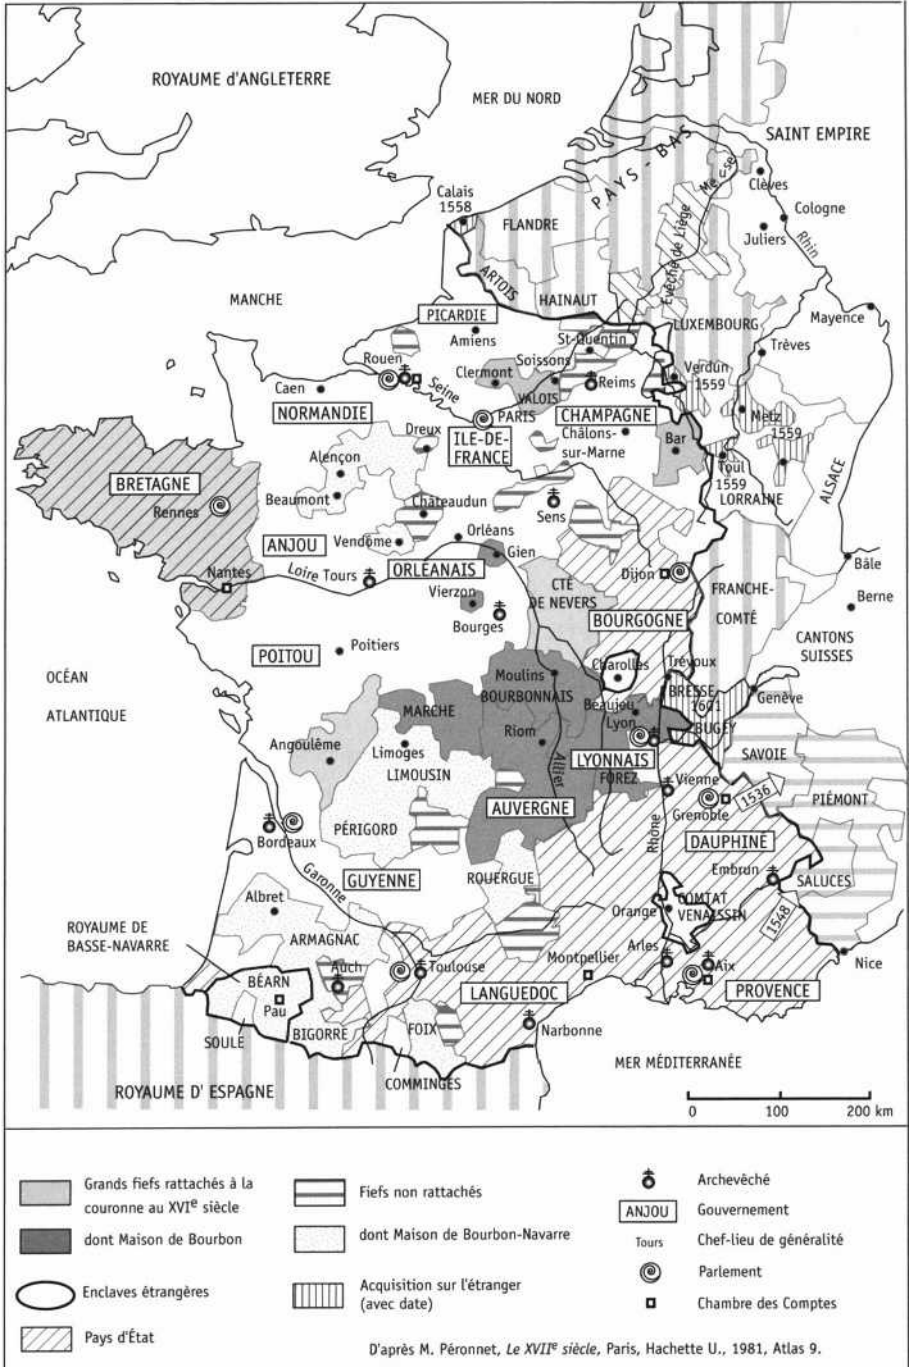 ROYAUME d'ANGLETERRE
MER DU NORD
SAINT EMPIRE
PAYS-BAS
Meuse
Clèves
Calais
1558
Cologne
FLANDRE
Juliers
Rhin
Evêché de Liège
ARTOIS
MANCHE
HAINAUT
PICARDIE
LUXEMBOURG
Mayence
Amiens
St-Quentin
Trèves
Rouen
Soissons
Clermont
Verdun
1559
Caen
Seine
VALOIS
Reims
NORMANDIE
PARIS
CHAMPAGNE
Metz
1559
Dreux
ILE-DE-
FRANCE
Châlons-
sur-Marne
Bar
Alençon
Toul
1559
BRETAGNE
LORRAINE
ALSACE
Rennes
Beaumont
Châteaudun
Sens
ANJOU
Vendôme
Orléans
Gien
Loire Tours
ORLÉANAIS
Dijon
Bâle
Nantes
Vierzon
CTÉ
DE NEVERS
FRANCHE-
COMTÉ
Berne
Bourges
BOURGOGNE
CANTONS
SUISSES
POITOU
Poitiers
OCÉAN
ATLANTIQUE
Moulins
Charolles
Trévoux
BOURBONNAIS
BRESSE
1601
Genève
MARCHE
Beaujeu
Lyon
BUGEY
Angoulême
Limoges
Riom
SAVOIE
LIMOUSIN
Allier
LYONNAIS
FOREZ
Vienne
1536
PIÉMONT
AUVERGNE
Grenoble
PÉRIGORD
Bordeaux
Rhône
DAUPHINÉ
Garonne
GUYENNE
ROUERGUE
Embrun
SALUCES
Albret
Orange
COMTAT
VENAISSIN
1548
ROYAUME DE
BASSE-NAVARRE
ARMAGNAC
Arles
Nice
BÉARN
Auch
Toulouse
Montpellier
Aix
Pau
LANGUEDOC
PROVENCE
SOULE
BIGORRE
FOIX
Narbonne
COMMINGES
MER MÉDITERRANÉE
ROYAUME D' ESPAGNE
0 100 200 km
Grands fiefs rattachés à la
couronne au XVIe siècle
dont Maison de Bourbon
Enclaves étrangères
Pays d'État
Fiefs non rattachés
dont Maison de Bourbon-Navarre
Acquisition sur l'étranger
(avec date)
Archevêché
ANJOU Gouvernement
Tours Chef-lieu de généralité
Parlement
Chambre des Comptes
D'après M. Péronnet, Le XVIIe siècle, Paris, Hachette U., 1981, Atlas 9.